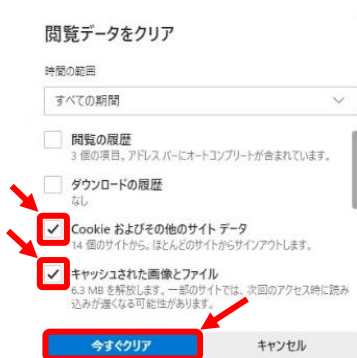 閲覧データをクリア
時間の範囲
すべての期間
閲覧の履歴
3 個の項目。アドレス バーにオートコンプリートが含まれています。
ダウンロードの履歴
なし
Cookie およびその他のサイト データ
14 個のサイトから。ほとんどのサイトからサインアウトします。
キャッシュされた画像とファイル
6.3 MB を解放します。一部のサイトでは、次回のアクセス時に読み
込みが遅くなる可能性があります。
今すぐクリア
キャンセル